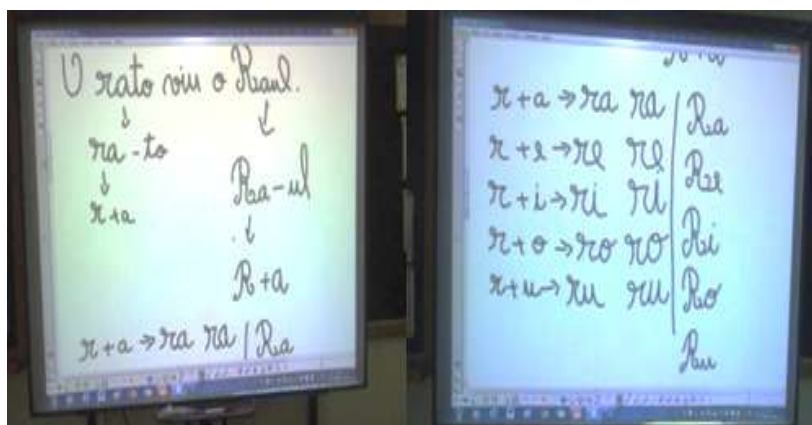 O rato viu o Raul.
ra - to
r + a
Ra - ul
R + a
r + a → ra ra | Ra
r + a → ra ra | Ra
r + e → re re | Re
r + i → ri ri | Ri
r + o → ro ro | Ro
r + u → ru ru | Ru